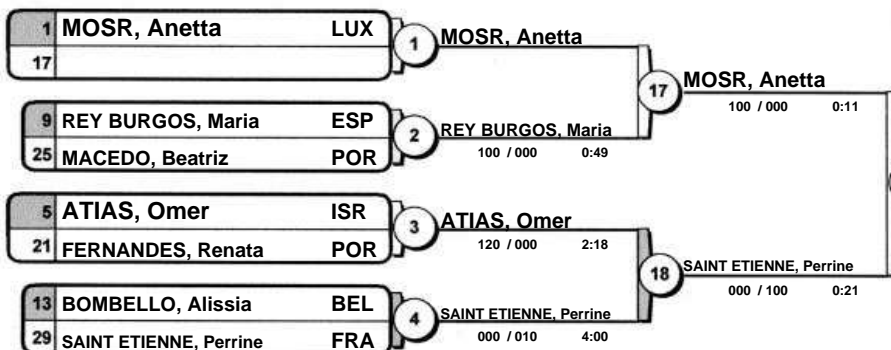 1 MOSR, Anetta LUX
17
1
MOSR, Anetta
9 REY BURGOS, Maria ESP
25 MACEDO, Beatriz POR
2
REY BURGOS, Maria
100 / 000 0:49
17
MOSR, Anetta
100 / 000 0:11
5 ATIAS, Omer ISR
21 FERNANDES, Renata POR
3
ATIAS, Omer
120 / 000 2:18
13 BOMBELLO, Alissia BEL
29 SAINT ETIENNE, Perrine FRA
4
SAINT ETIENNE, Perrine
000 / 010 4:00
18
SAINT ETIENNE, Perrine
000 / 100 0:21